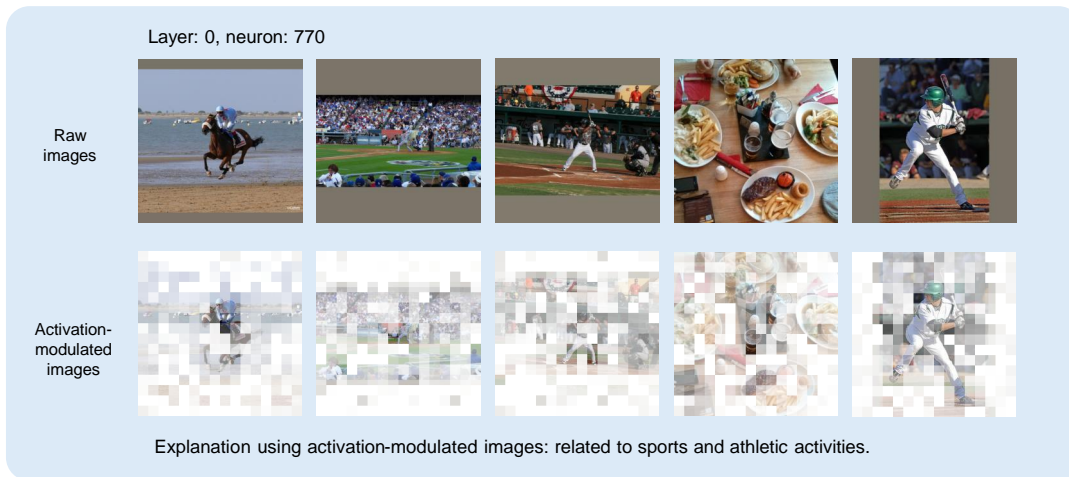 Layer: 0, neuron: 770
Raw
images
Activation-
modulated
images
Explanation using activation-modulated images: related to sports and athletic activities.